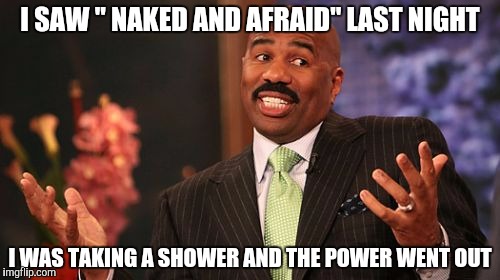 I SAW " NAKED AND AFRAID" LAST NIGHT
I WAS TAKING A SHOWER AND THE POWER WENT OUT
imgflip.com